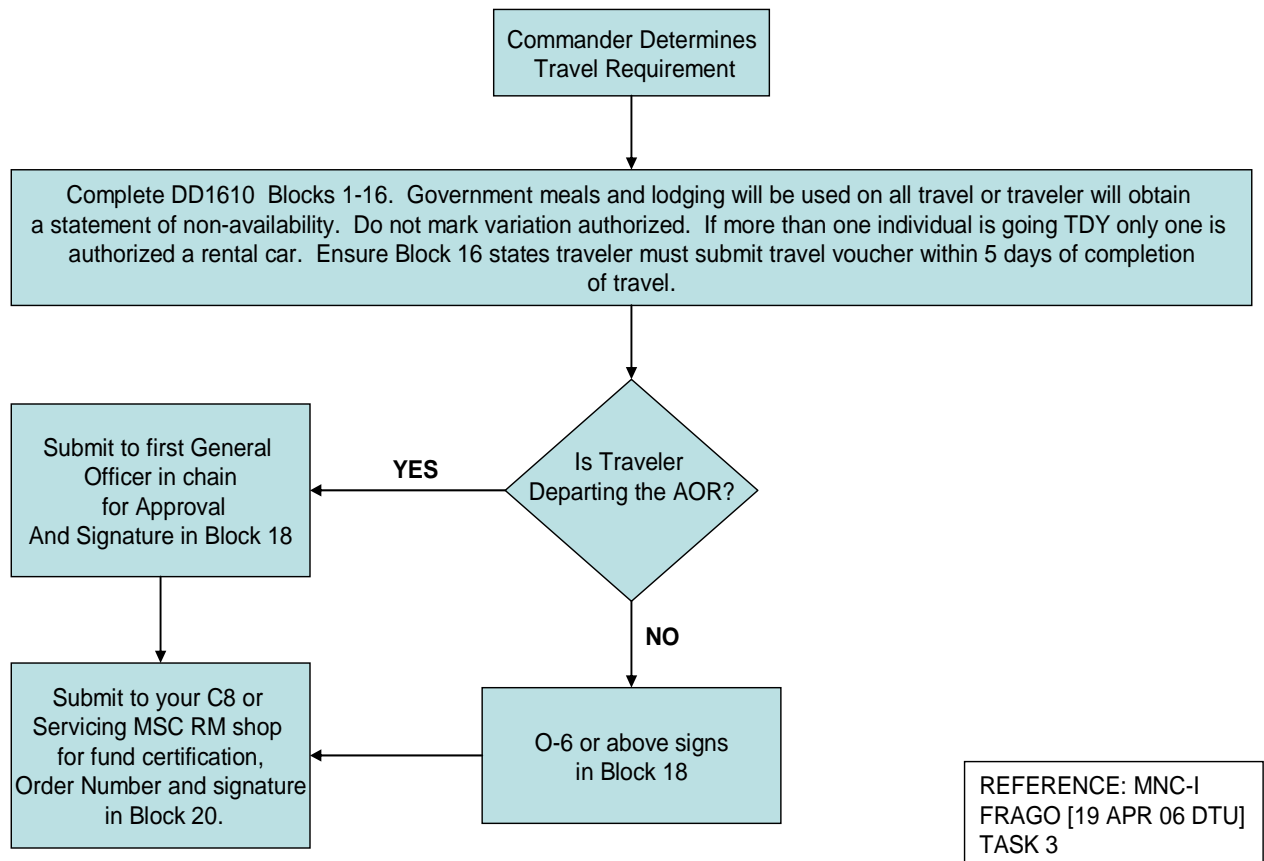 Commander Determines
Travel Requirement
Complete DD1610 Blocks 1-16. Government meals and lodging will be used on all travel or traveler will obtain
a statement of non-availability. Do not mark variation authorized. If more than one individual is going TDY only one is
authorized a rental car. Ensure Block 16 states traveler must submit travel voucher within 5 days of completion
of travel.
Is Traveler
Departing the AOR?
YES
Submit to first General
Officer in chain
for Approval
And Signature in Block 18
NO
O-6 or above signs
in Block 18
Submit to your C8 or
Servicing MSC RM shop
for fund certification,
Order Number and signature
in Block 20.
REFERENCE: MNC-I
FRAGO [19 APR 06 DTU]
TASK 3